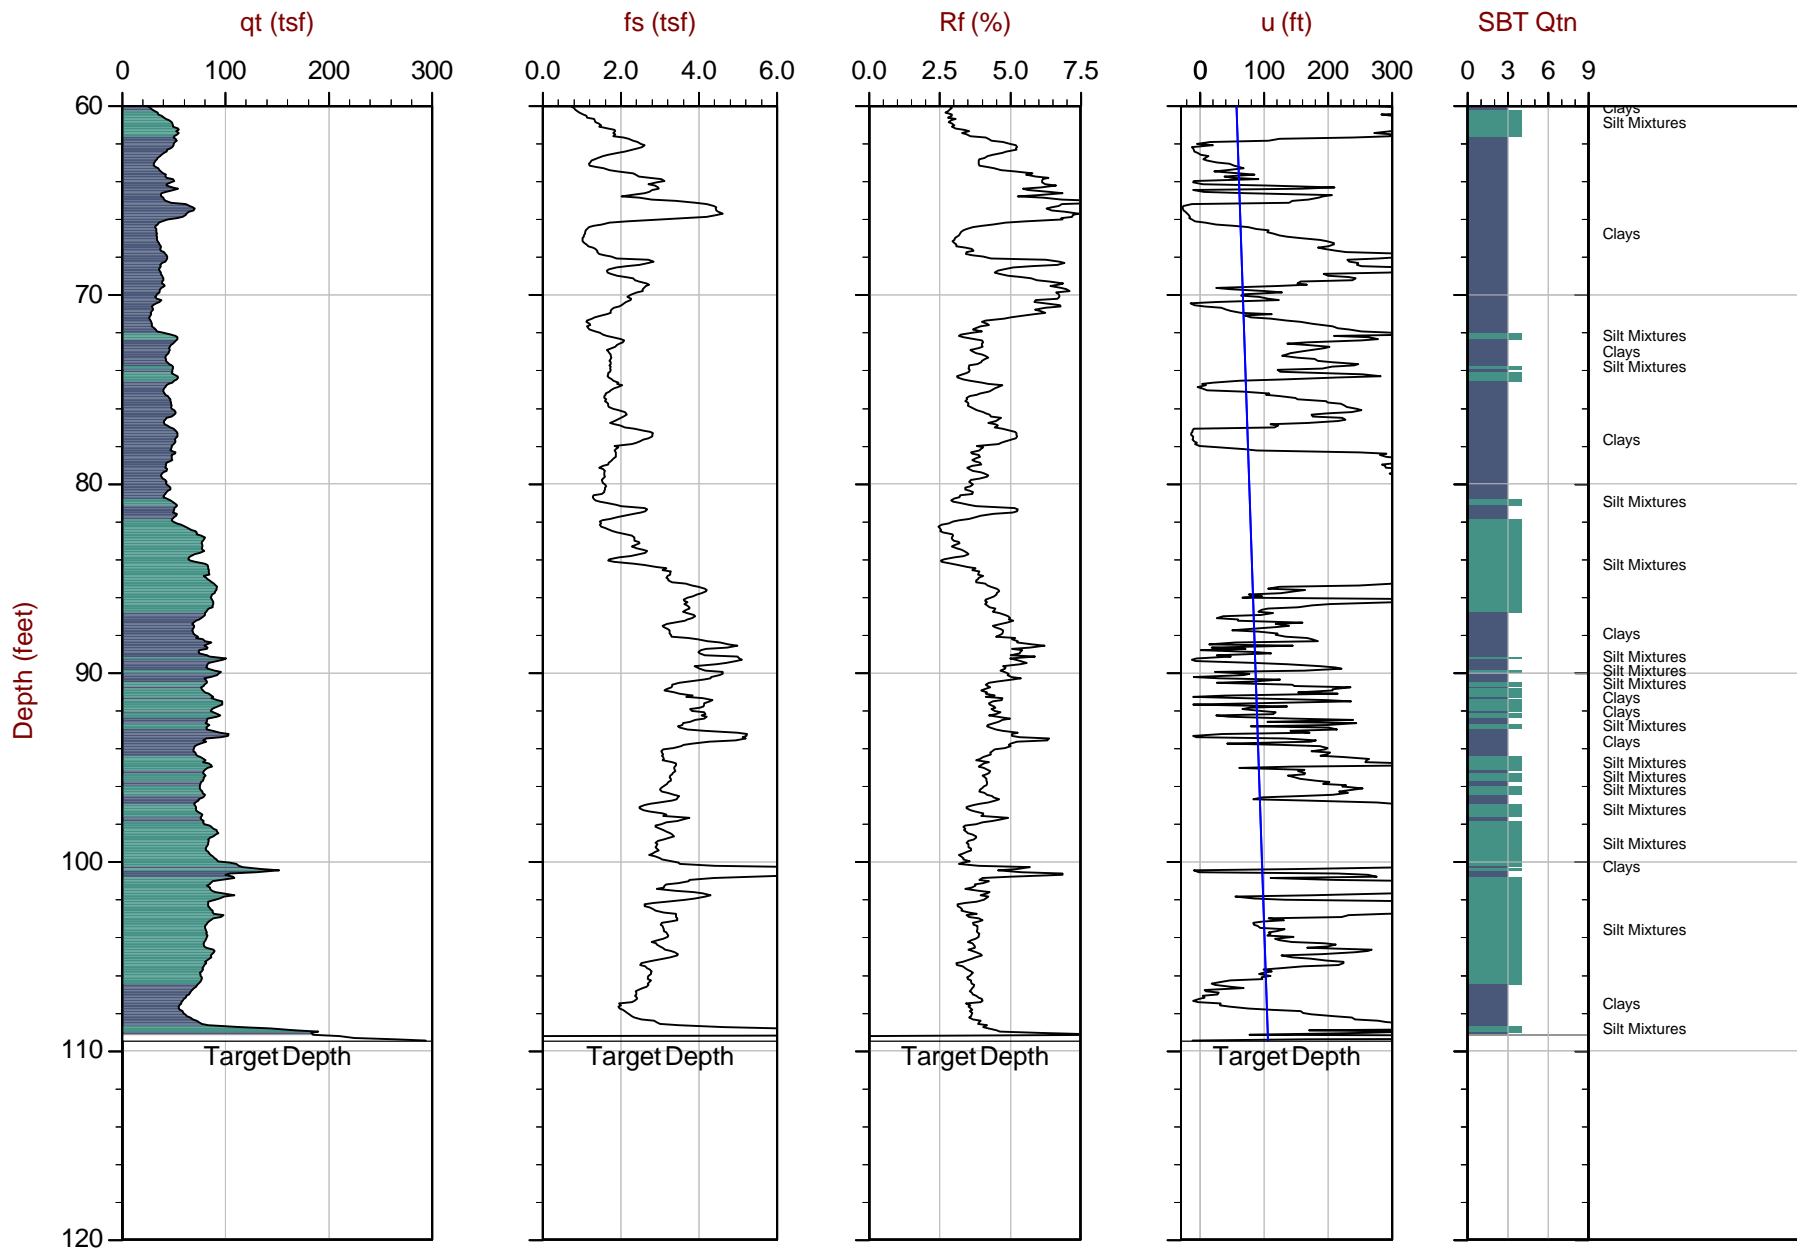 qt (tsf) fs (tsf) Rf (%) u (ft) SBT Qtn
0 100 200 300 0.0 2.0 4.0 6.0 0.0 2.5 5.0 7.5 0 100 200 300 0 3 6 9
60
Clays
Silt Mixtures
Clays
70
Silt Mixtures
Clays
Silt Mixtures
Clays
80
Silt Mixtures
Silt Mixtures
Depth (feet)
Clays
Silt Mixtures
90
Silt Mixtures
Silt Mixtures
Clays
Clays
Silt Mixtures
Clays
Silt Mixtures
Silt Mixtures
Silt Mixtures
Silt Mixtures
Silt Mixtures
100
Clays
Silt Mixtures
Clays
Silt Mixtures
110
Target Depth Target Depth Target Depth Target Depth
120